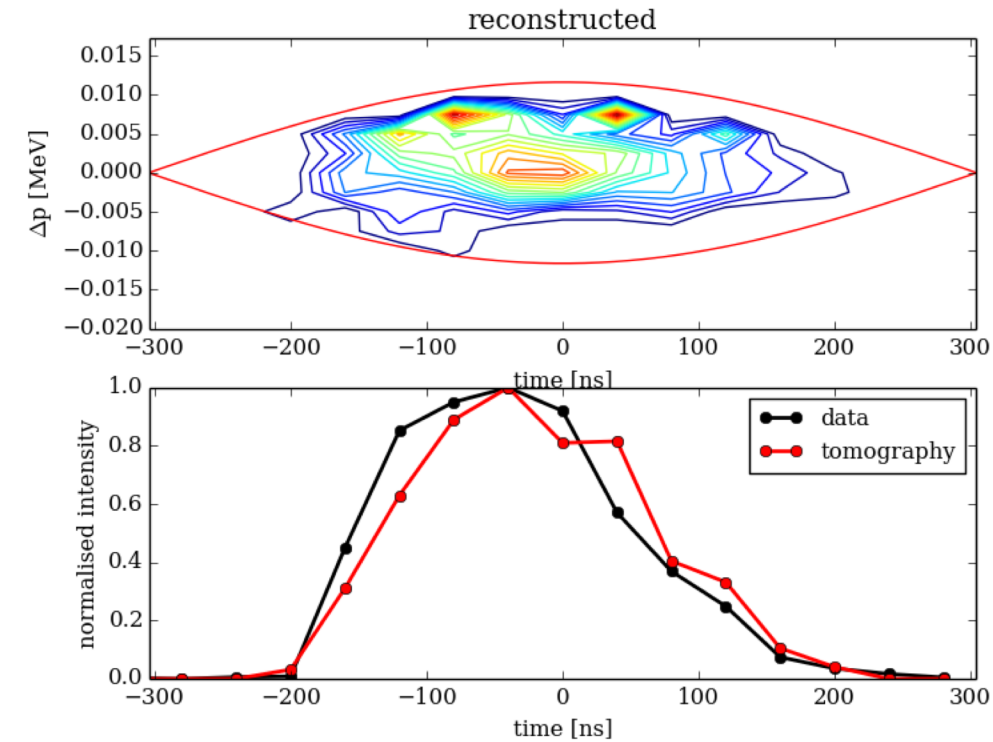 reconstructed
Δp [MeV]
0.015
0.010
0.005
0.000
−0.005
−0.010
−0.015
−0.020
−300 −200 −100 0 100 200 300
time [ns]
normalised intensity
1.0
0.8
0.6
0.4
0.2
0.0
data
tomography
−300 −200 −100 0 100 200 300
time [ns]